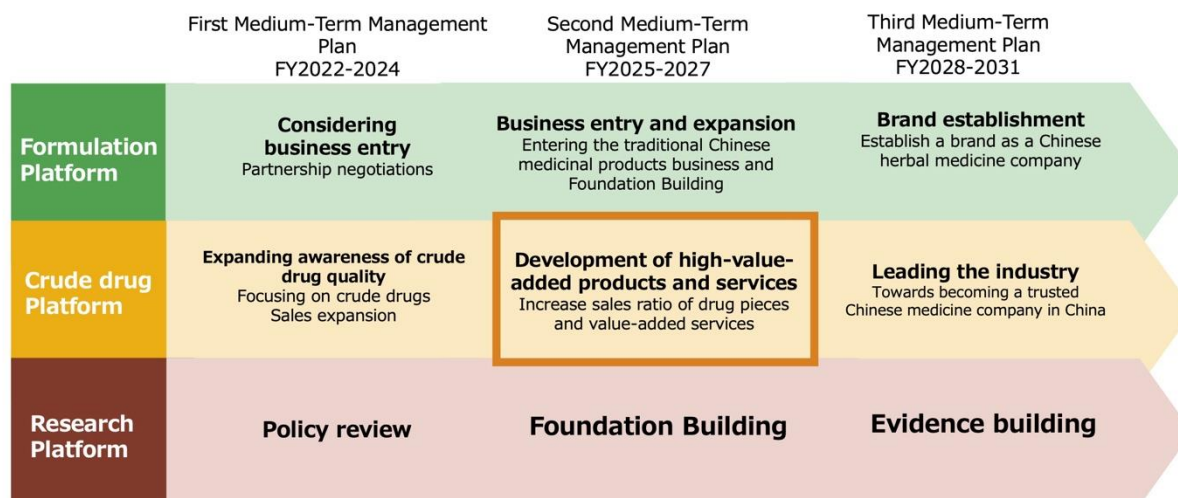 First Medium-Term Management
Plan
FY2022-2024
Second Medium-Term
Management Plan
FY2025-2027
Third Medium-Term
Management Plan
FY2028-2031
Formulation
Platform
Considering
business entry
Partnership negotiations
Business entry and expansion
Entering the traditional Chinese
medicinal products business and
Foundation Building
Brand establishment
Establish a brand as a Chinese
herbal medicine company
Crude drug
Platform
Expanding awareness of crude
drug quality
Focusing on crude drugs
Sales expansion
Development of high-value-
added products and services
Increase sales ratio of drug pieces
and value-added services
Leading the industry
Towards becoming a trusted
Chinese medicine company in China
Research
Platform
Policy review
Foundation Building
Evidence building